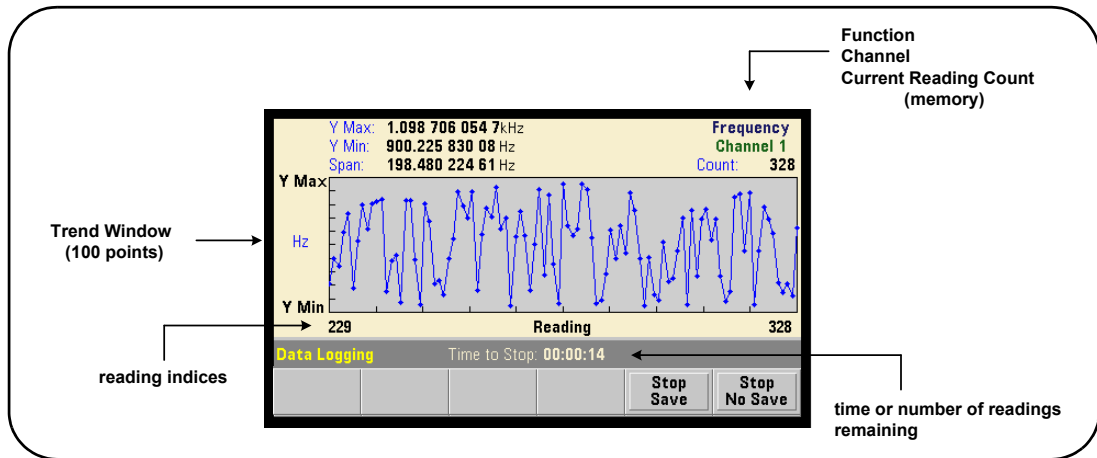 Function
Channel
Current Reading Count
(memory)
Y Max: 1.098 706 054 7kHz
Frequency
Y Min: 900.225 830 08 Hz
Channel 1
Span: 198.480 224 61 Hz
Count: 328
Y Max
Trend Window
(100 points)
Hz
Y Min
229 Reading 328
Data Logging Time to Stop: 00:00:14
reading indices
Stop
Save
Stop
No Save
time or number of readings
remaining